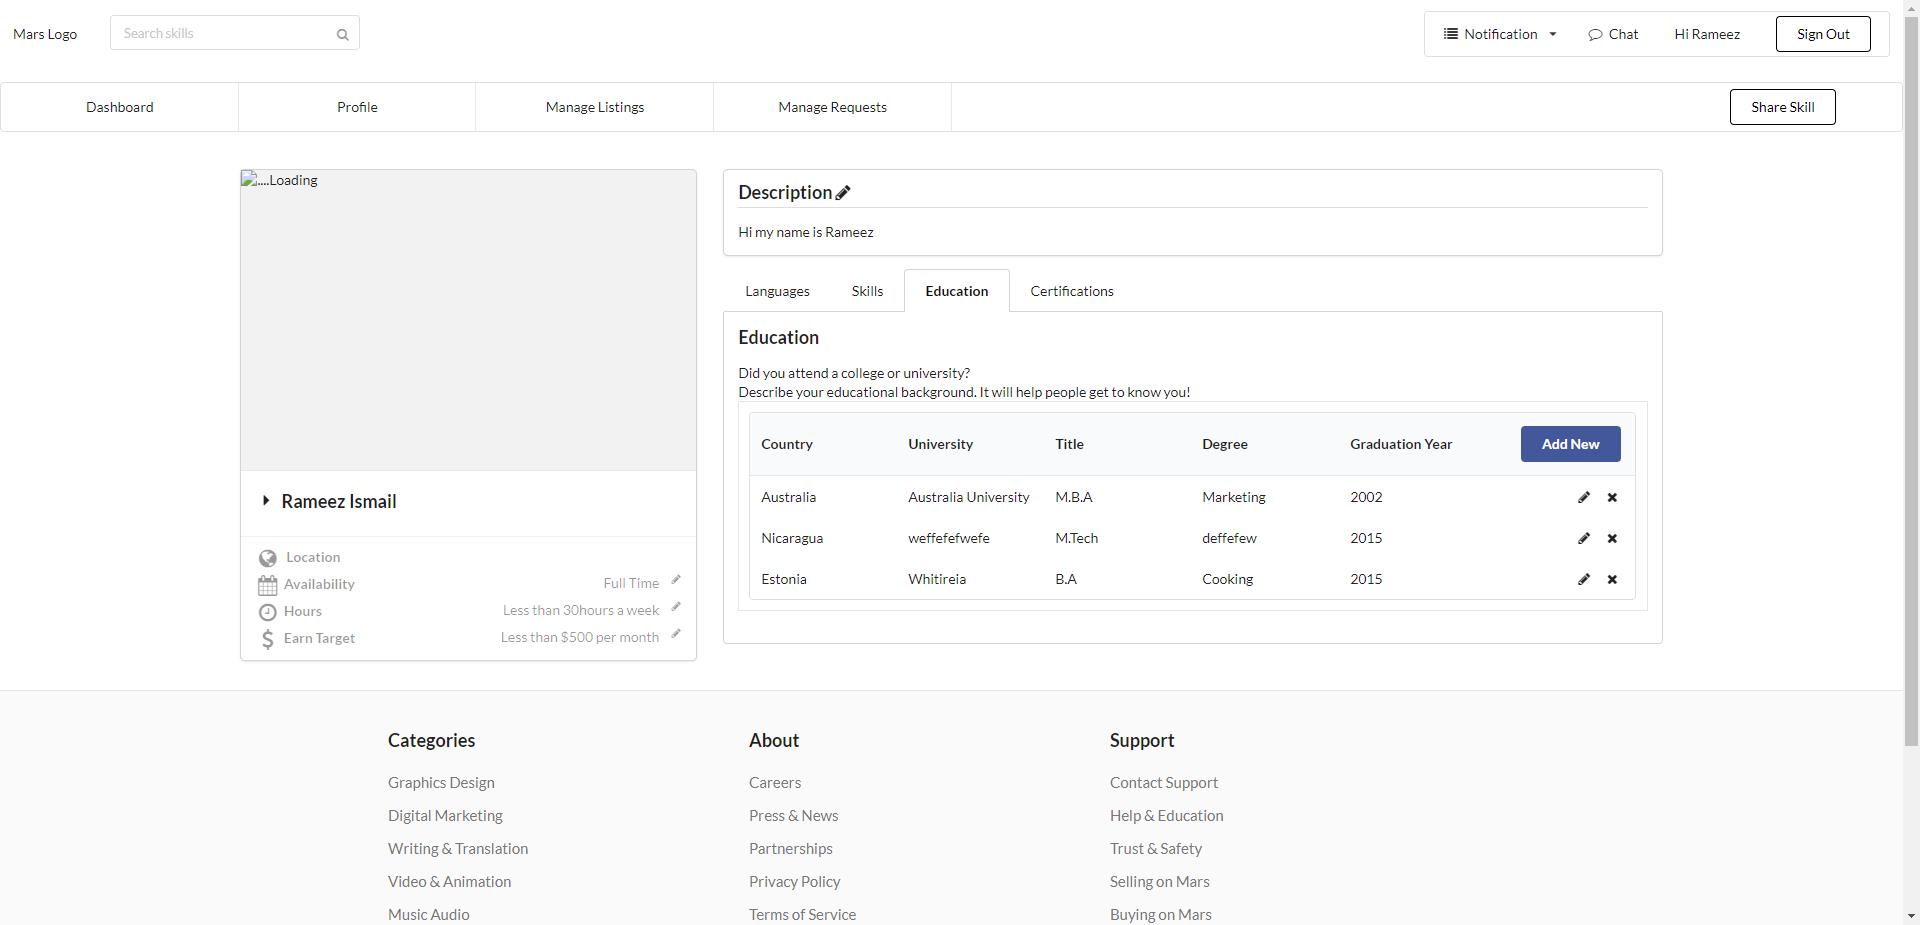 Mars Logo
Search skills
Notification
Chat
Hi Rameez
Sign Out
Dashboard
Profile
Manage Listings
Manage Requests
Share Skill
....Loading
Rameez Ismail
Location
Availability
Full Time
Hours
Less than 30hours a week
Earn Target
Less than $500 per month
Description
Hi my name is Rameez
Languages
Skills
Education
Certifications
Education
Did you attend a college or university?
Describe your educational background. It will help people get to know you!
Country University Title Degree Graduation Year Add New
Australia Australia University M.B.A Marketing 2002
Nicaragua weffefefwefe M.Tech deffefew 2015
Estonia Whitireia B.A Cooking 2015
Categories
Graphics Design
Digital Marketing
Writing & Translation
Video & Animation
Music Audio
About
Careers
Press & News
Partnerships
Privacy Policy
Terms of Service
Support
Contact Support
Help & Education
Trust & Safety
Selling on Mars
Buying on Mars